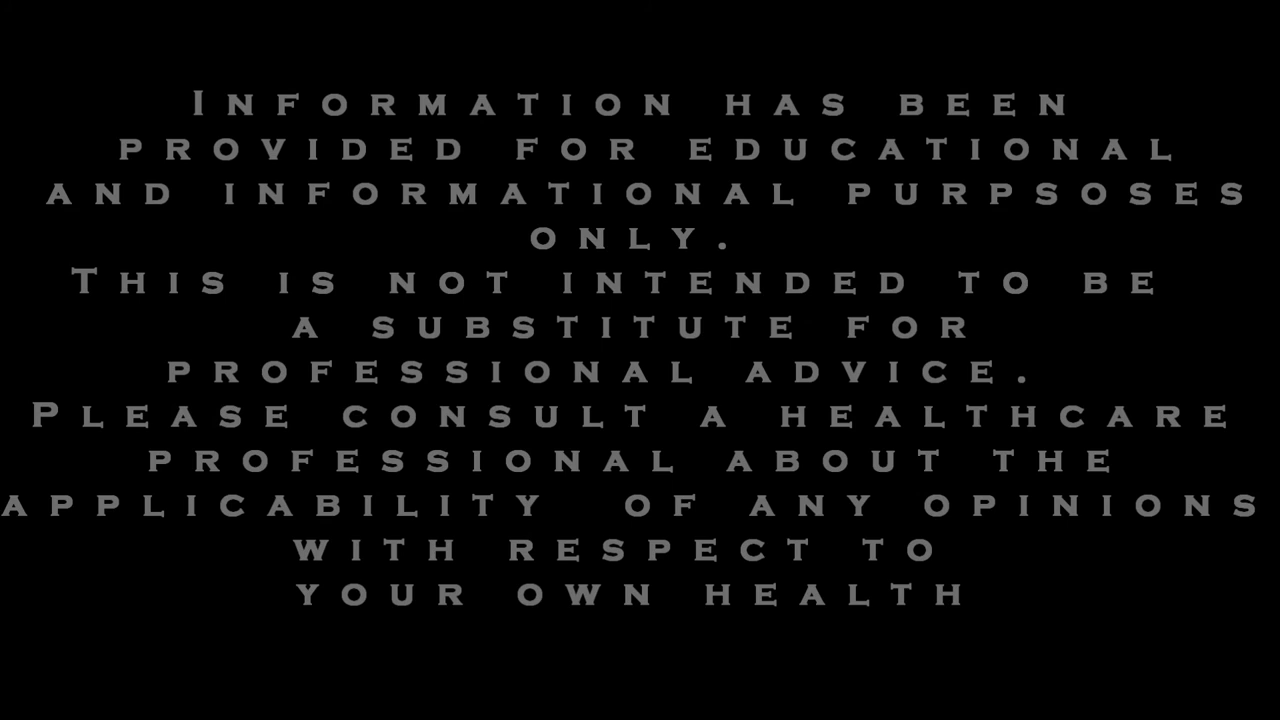 Information has been
provided for educational
and informational purpsoses
only.
This is not intended to be
a substitute for
professional advice.
Please consult a healthcare
professional about the
applicability of any opinions
with respect to
your own health